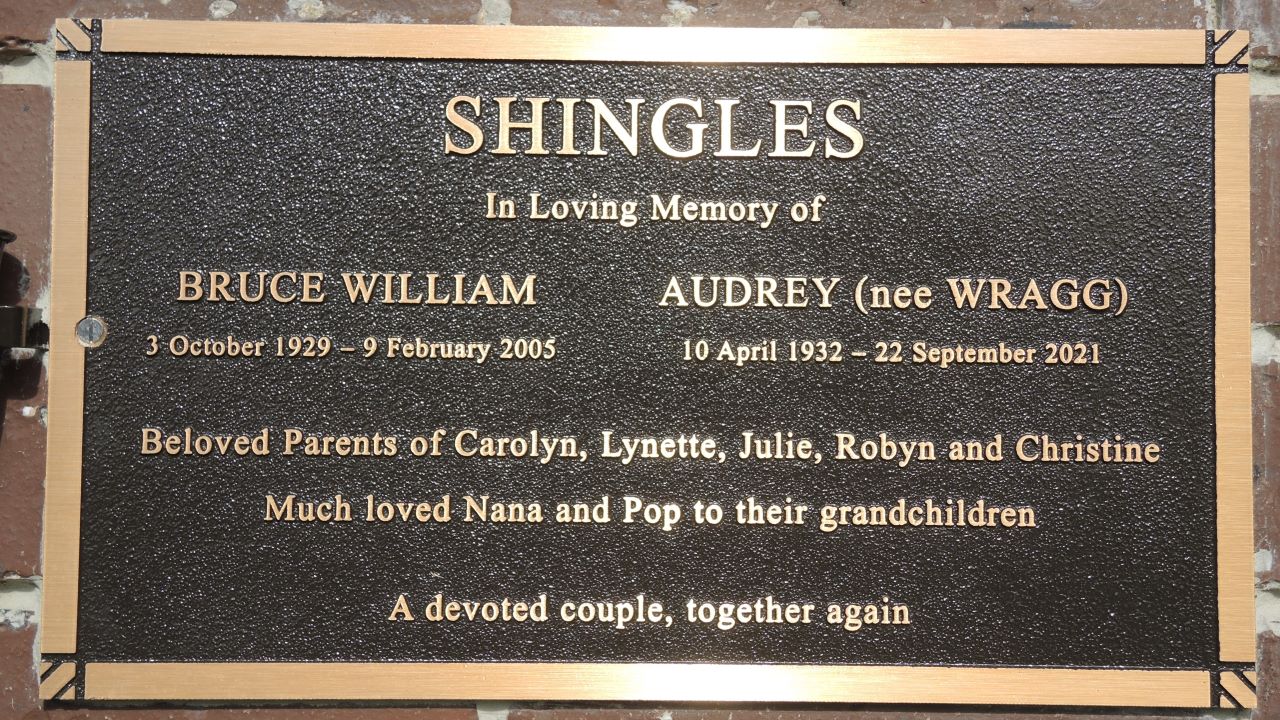 SHINGLES
In Loving Memory of
BRUCE WILLIAM AUDREY (nee WRAGG)
3 October 1929 – 9 February 2005 10 April 1932 – 22 September 2021
Beloved Parents of Carolyn, Lynette, Julie, Robyn and Christine
Much loved Nana and Pop to their grandchildren
A devoted couple, together again